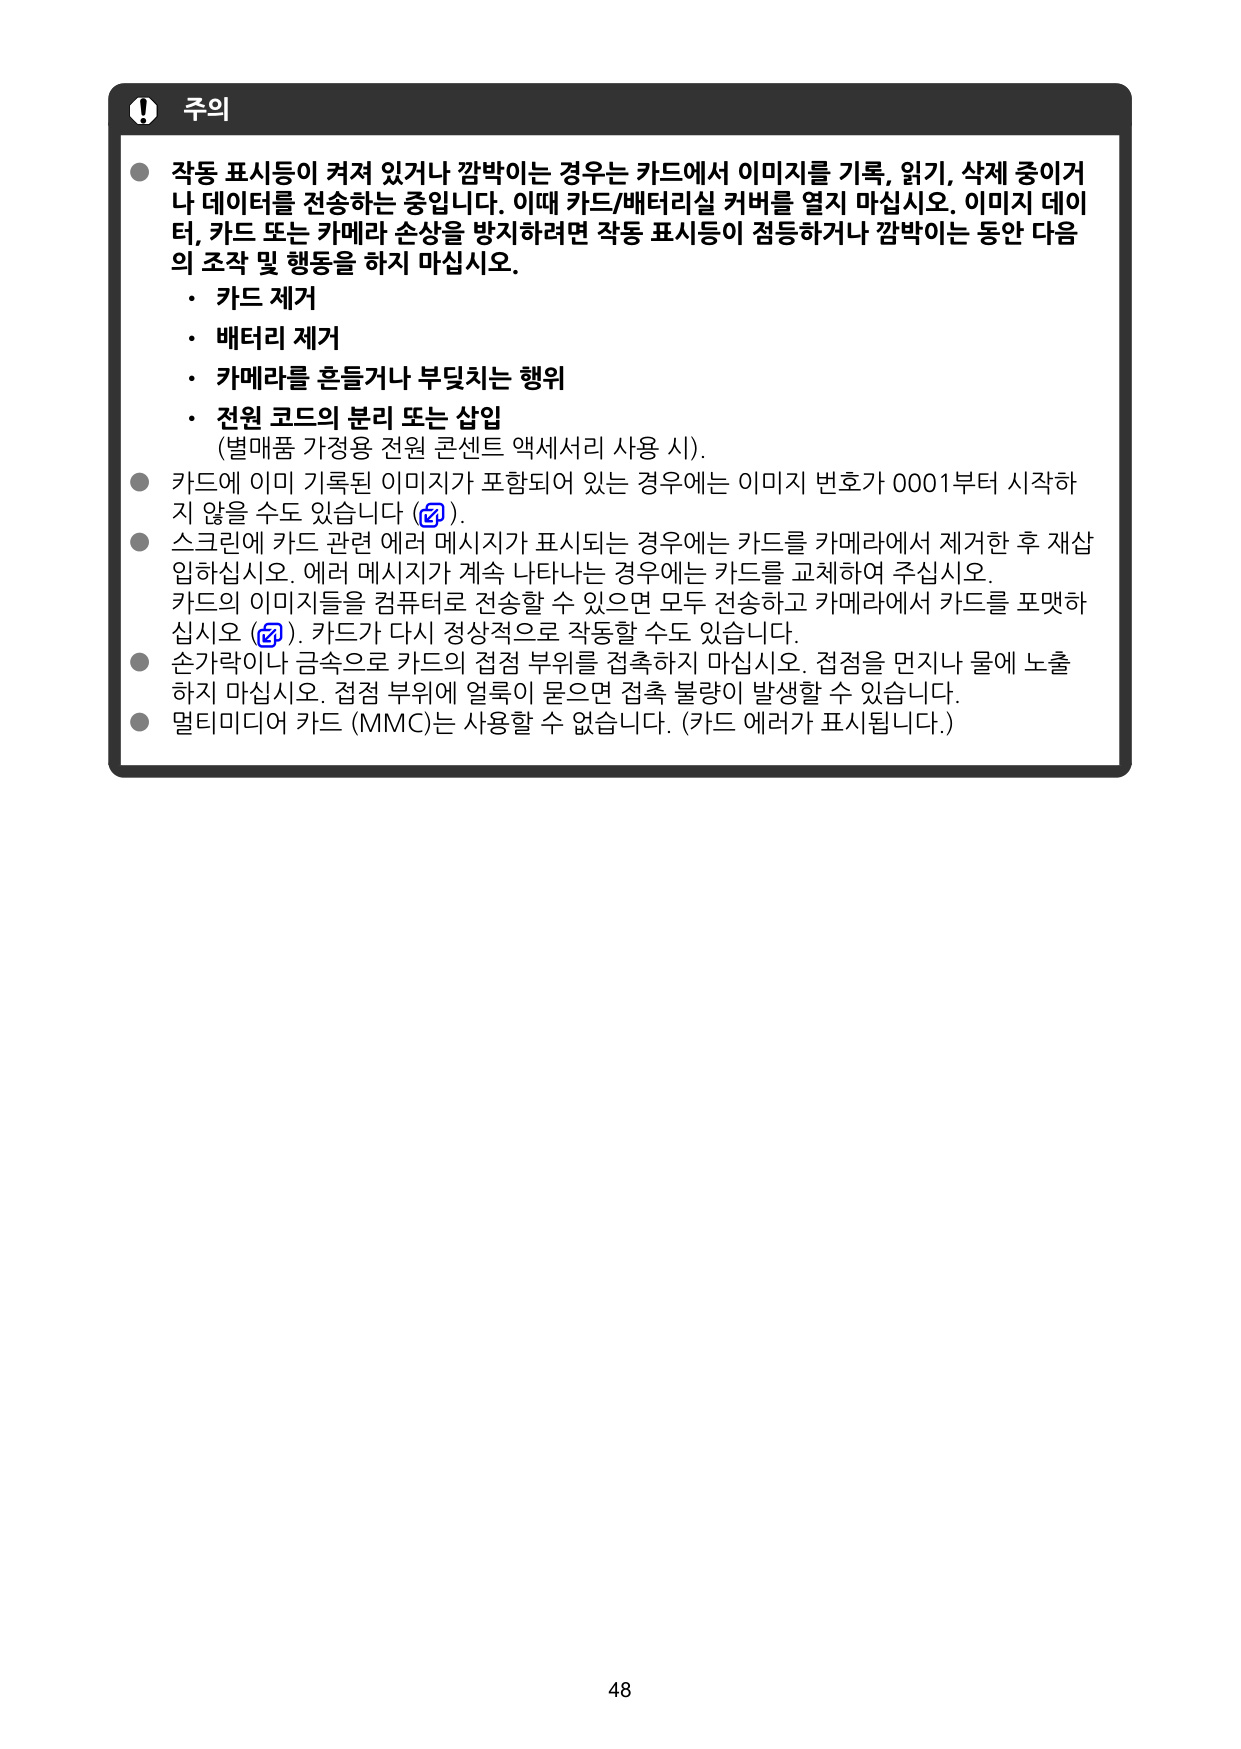 주의
● 작동 표시등이 켜져 있거나 깜박이는 경우는 카드에서 이미지를 기록, 읽기, 삭제 중이거
나 데이터를 전송하는 중입니다. 이때 카드/배터리실 커버를 열지 마십시오. 이미지 데이
터, 카드 또는 카메라 손상을 방지하려면 작동 표시등이 점등하거나 깜박이는 동안 다음
의 조작 및 행동을 하지 마십시오.
• 카드 제거
• 배터리 제거
• 카메라를 흔들거나 부딪치는 행위
• 전원 코드의 분리 또는 삽입
(별매품 가정용 전원 콘센트 액세서리 사용 시).
● 카드에 이미 기록된 이미지가 포함되어 있는 경우에는 이미지 번호가 0001부터 시작하
지 않을 수도 있습니다 ( ).
● 스크린에 카드 관련 에러 메시지가 표시되는 경우에는 카드를 카메라에서 제거한 후 재삽
입하십시오. 에러 메시지가 계속 나타나는 경우에는 카드를 교체하여 주십시오.
카드의 이미지들을 컴퓨터로 전송할 수 있으면 모두 전송하고 카메라에서 카드를 포맷하
십시오 ( ). 카드가 다시 정상적으로 작동할 수도 있습니다.
● 손가락이나 금속으로 카드의 접점 부위를 접촉하지 마십시오. 접점을 먼지나 물에 노출
하지 마십시오. 접점 부위에 얼룩이 묻으면 접촉 불량이 발생할 수 있습니다.
● 멀티미디어 카드 (MMC)는 사용할 수 없습니다. (카드 에러가 표시됩니다.)
48